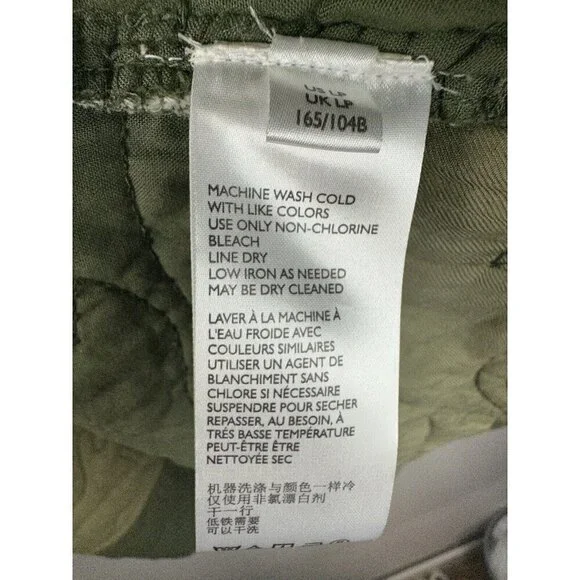 US LP
UK LP
165/104B
MACHINE WASH COLD
WITH LIKE COLORS
USE ONLY NON-CHLORINE
BLEACH
LINE DRY
LOW IRON AS NEEDED
MAY BE DRY CLEANED
LAVER À LA MACHINE À
L'EAU FROIDE AVEC
COULEURS SIMILAIRES
UTILISER UN AGENT DE
BLANCHIMENT SANS
CHLORE SI NÉCESSAIRE
SUSPENDRE POUR SECHER
REPASSER, AU BESOIN, À
TRÉS BASSE TEMPÉRATURE
PEUT-ÊTRE ÊTRE
NETTOYÉE SEC
机器洗涤与颜色一样冷
仅使用非氯漂白剂
干一行
低铁需要
可以干洗